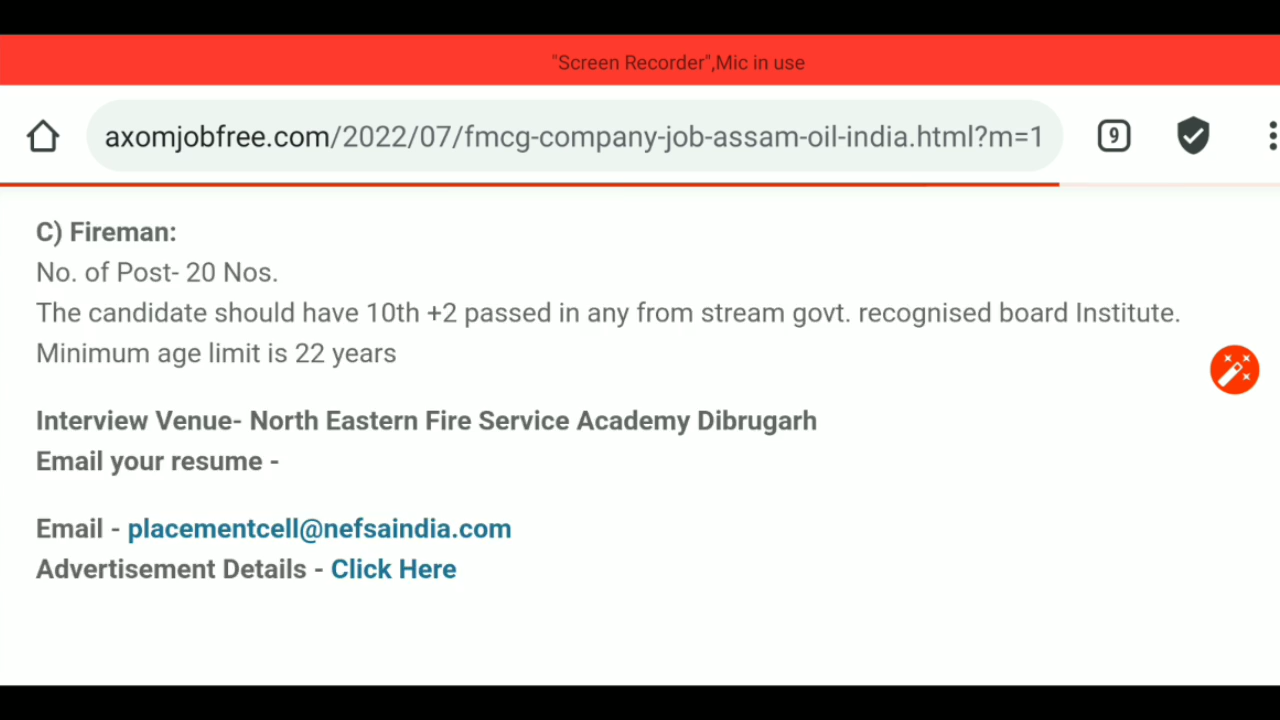 "Screen Recorder",Mic in use
axomjobfree.com/2022/07/fmcg-company-job-assam-oil-india.html?m=1
9
C) Fireman:
No. of Post- 20 Nos.
The candidate should have 10th +2 passed in any from stream govt. recognised board Institute.
Minimum age limit is 22 years
Interview Venue- North Eastern Fire Service Academy Dibrugarh
Email your resume -
Email - placementcell@nefsaindia.com
Advertisement Details - Click Here